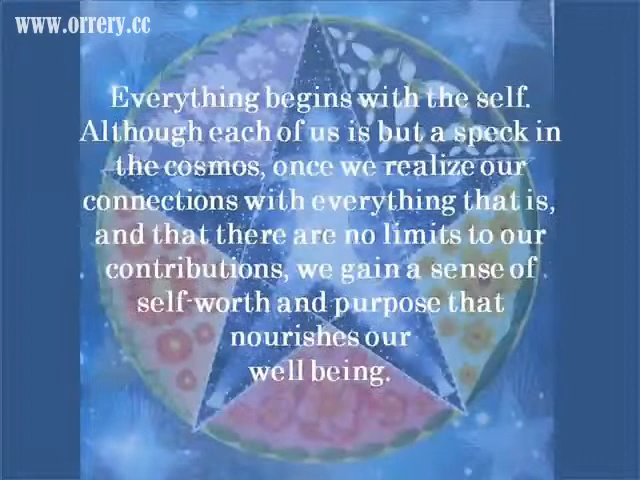 www.orrery.cc
Everything begins with the self.
Although each of us is but a speck in
the cosmos, once we realize our
connections with everything that is,
and that there are no limits to our
contributions, we gain a sense of
self-worth and purpose that
nourishes our
well being.